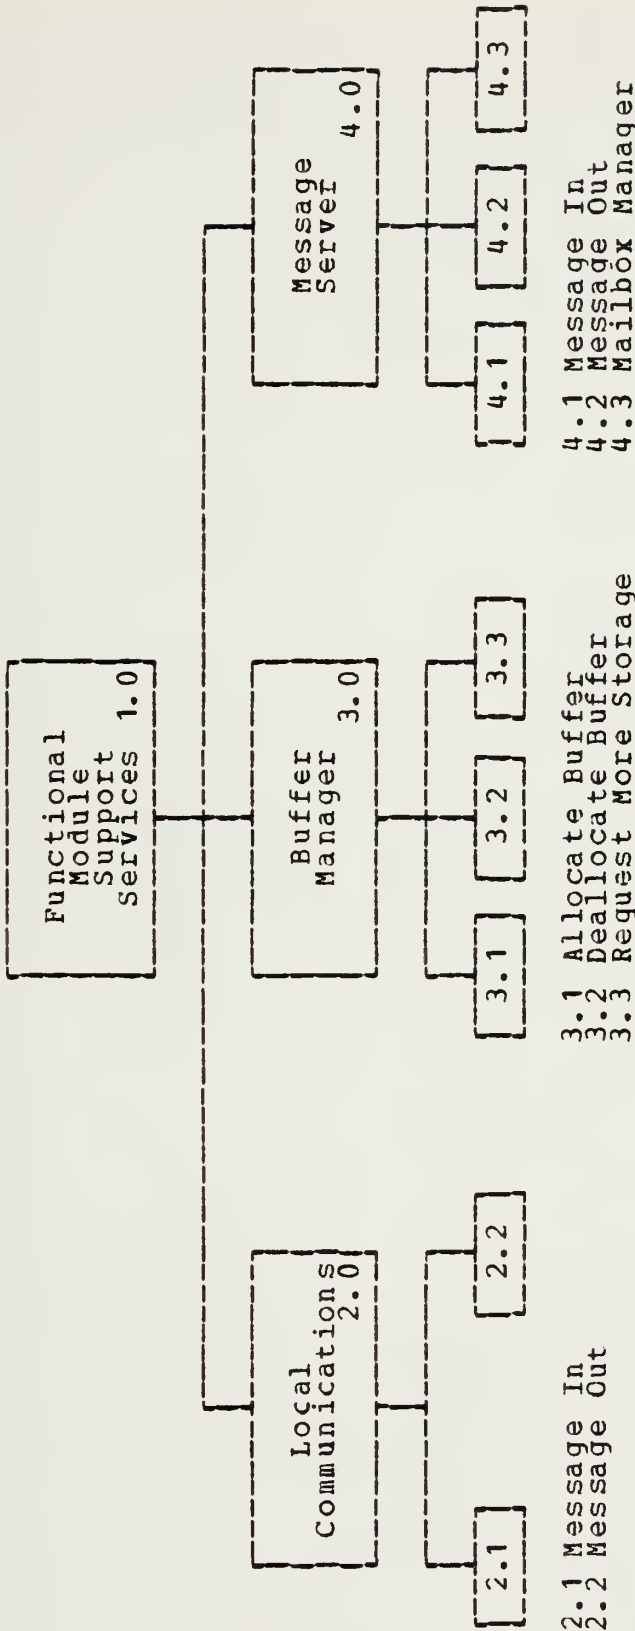 Functional
Module
Support
Services 1.0
Local
Communications
2.0
Buffer
Manager
3.0
Message
Server
4.0
2.1
2.2
3.1
3.2
3.3
4.1
4.2
4.3
2.1 Message In
2.2 Message Out
3.1 Allocate Buffer
3.2 Deallocate Buffer
3.3 Request More Storage
4.1 Message In
4.2 Message Out
4.3 Mailbox Manager